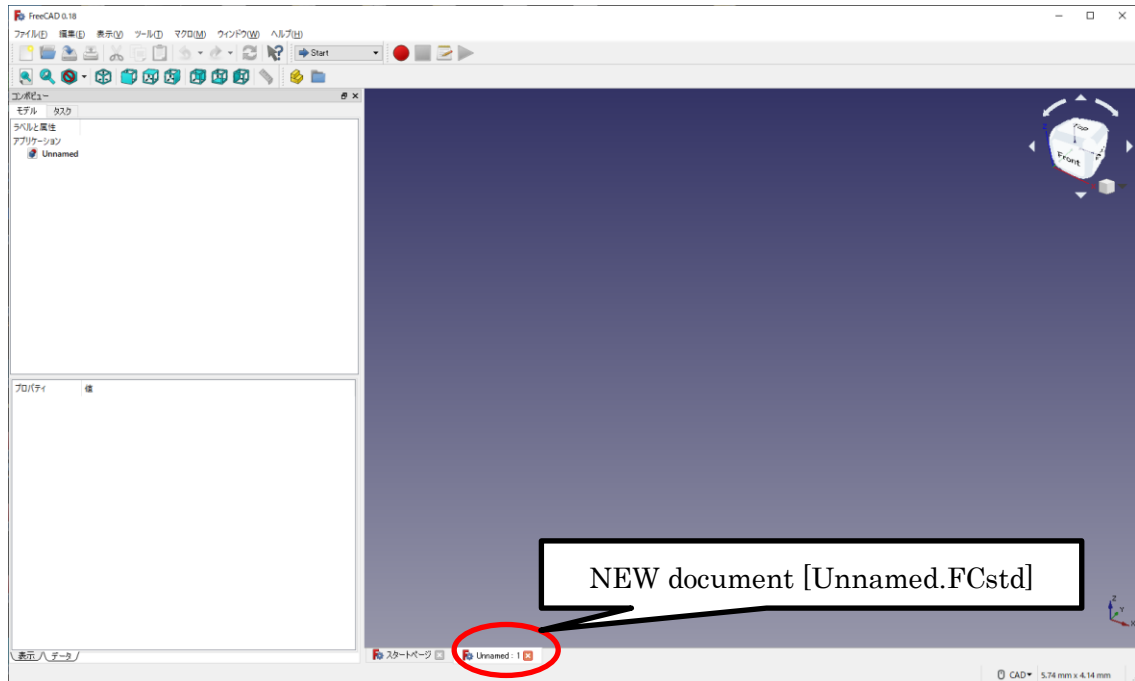 FreeCAD 0.18
ファイル(F) 編集(E) 表示(V) ツール(T) マクロ(M) ウィンドウ(W) ヘルプ(H)
Start
コンボビュー
モデル タスク
ラベルと属性
アプリケーション
Unnamed
Top
Front
プロパティ 値
NEW document [Unnamed.FCstd]
Z
Y
X
表示 データ
スタートページ Unnamed : 1
CAD 5.74 mm x 4.14 mm